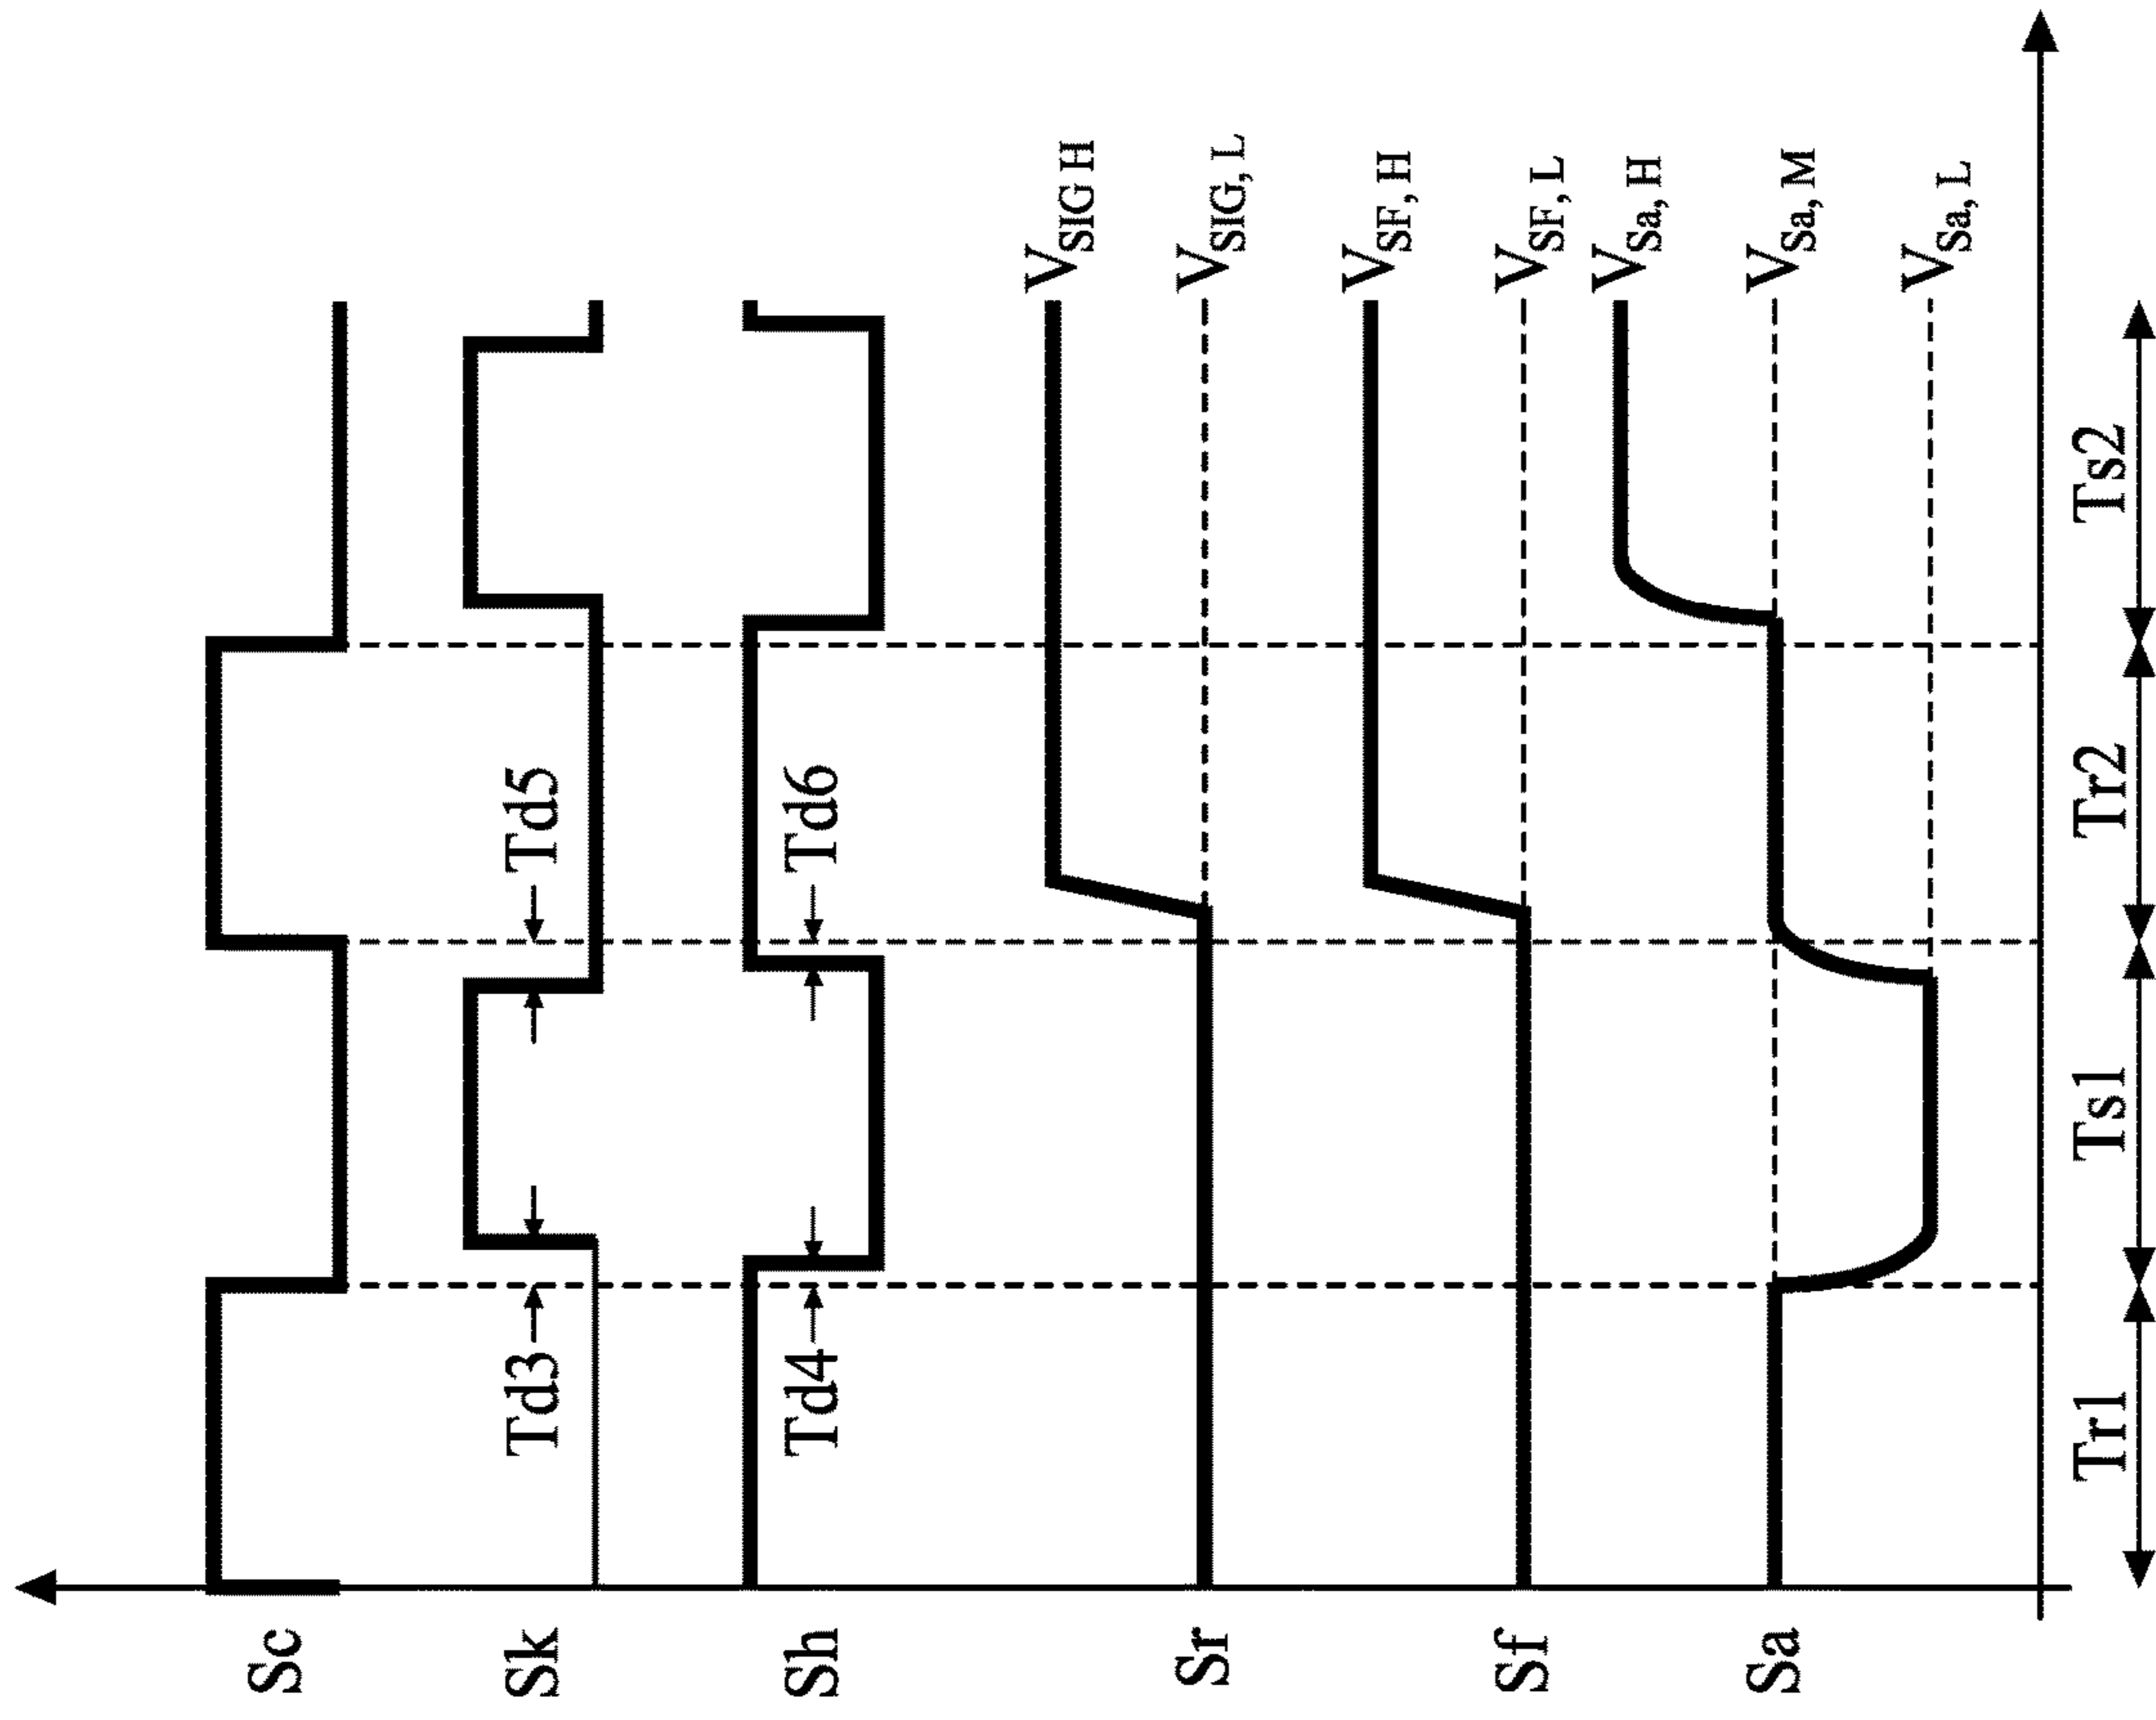 Sc
Sk
Td3
Td5
Sh
Td4
Td6
Sr
VSIG H
VSIG, L
Sf
VSF, H
VSF, L
Sa
VSa, H
VSa, M
VSa, L
Tr1
Ts1
Tr2
Ts2